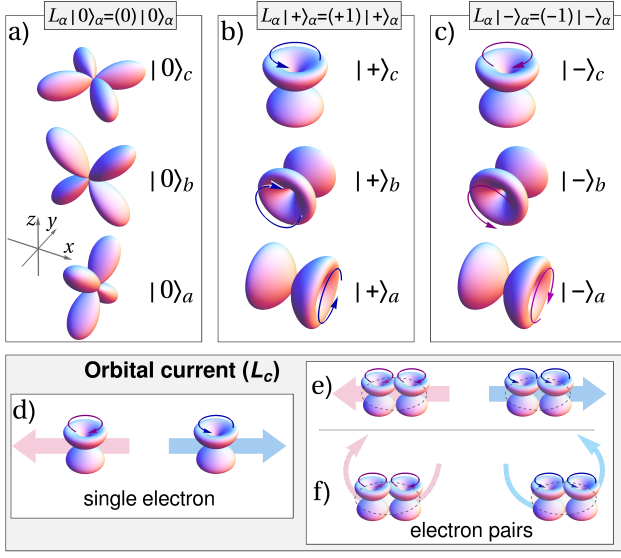 L_α|0⟩_α=(0)|0⟩_α
L_α|+⟩_α=(+1)|+⟩_α
L_α|−⟩_α=(−1)|−⟩_α
a)
|0⟩_c
|0⟩_b
z
y
x
|0⟩_a
b)
|+⟩_c
|+⟩_b
|+⟩_a
c)
|−⟩_c
|−⟩_b
|−⟩_a
Orbital current (L_c)
d)
single electron
e)
f)
electron pairs